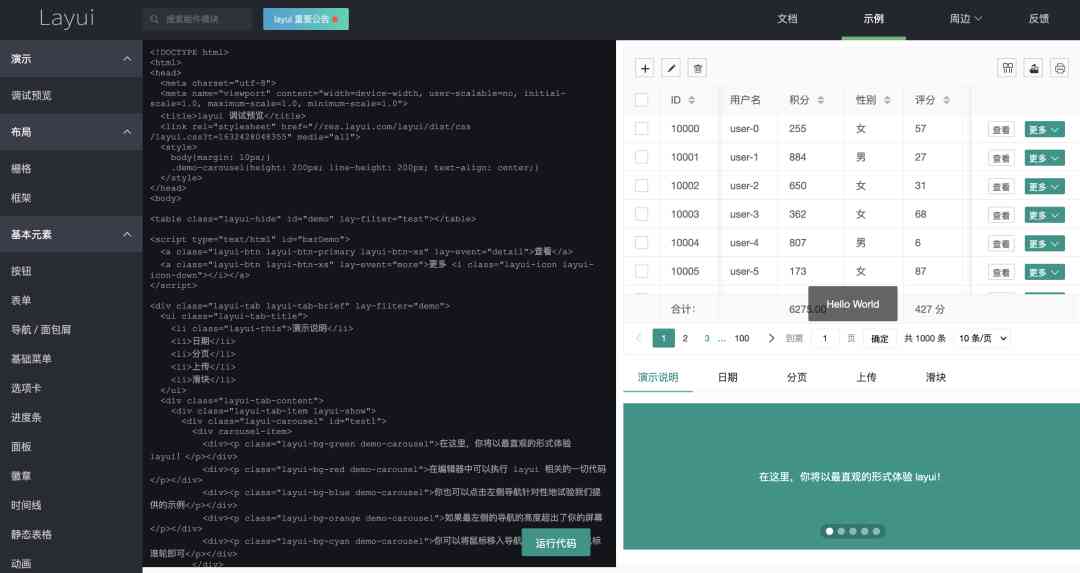 Layui
搜索组件模块
layui 重要公告
文档
示例
周边
反馈
演示
调试预览
布局
栅格
框架
基本元素
按钮
表单
导航 / 面包屑
基础菜单
选项卡
进度条
面板
徽章
时间线
静态表格
动画
<!DOCTYPE html>
<html>
<head>
<meta charset="utf-8">
<meta name="viewport" content="width=device-width, user-scalable=no, initial-
scale=1.0, maximum-scale=1.0, minimum-scale=1.0">
<title>layui 调试预览</title>
<link rel="stylesheet" href="//res.layui.com/layui/dist/css
/layui.css?t=1632428048355" media="all">
<style>
body{margin: 10px;}
.demo-carousel{height: 200px; line-height: 200px; text-align: center;}
</style>
</head>
<body>
<table class="layui-hide" id="demo" lay-filter="test"></table>
<script type="text/html" id="barDemo">
<a class="layui-btn layui-btn-primary layui-btn-xs" lay-event="detail">查看</a>
<a class="layui-btn layui-btn-xs" lay-event="more">更多 <i class="layui-icon layui-
icon-down"></i></a>
</script>
<div class="layui-tab layui-tab-brief" lay-filter="demo">
<ul class="layui-tab-title">
<li class="layui-this">演示说明</li>
<li>日期</li>
<li>分页</li>
<li>上传</li>
<li>滑块</li>
</ul>
<div class="layui-tab-content">
<div class="layui-tab-item layui-show">
<div class="layui-carousel" id="test1">
<div carousel-item>
<div><p class="layui-bg-green demo-carousel">在这里，你将以最直观的形式体验
layui！</p></div>
<div><p class="layui-bg-red demo-carousel">在编辑器中可以执行 layui 相关的一切代码
</p></div>
<div><p class="layui-bg-blue demo-carousel">你也可以点击左侧导航针对性地试验我们提
供的示例</p></div>
<div><p class="layui-bg-orange demo-carousel">如果最左侧的导航的高度超出了你的屏幕
</p></div>
<div><p class="layui-bg-cyan demo-carousel">你可以将鼠标移入导航
标
滚轮即可</p></div>
</div>
运行代码
ID 用户名 积分 性别 评分
10000 user-0 255 女 57 查看 更多
10001 user-1 884 男 27 查看 更多
10002 user-2 650 女 31 查看 更多
10003 user-3 362 女 68 查看 更多
10004 user-4 807 男 6 查看 更多
10005 user-5 173 女 87 查看 更多
合计： 6275.00 427 分
Hello World
1 2 3 … 100 到第 1 页 确定 共 1000 条 10 条/页
演示说明 日期 分页 上传 滑块
在这里，你将以最直观的形式体验 layui！